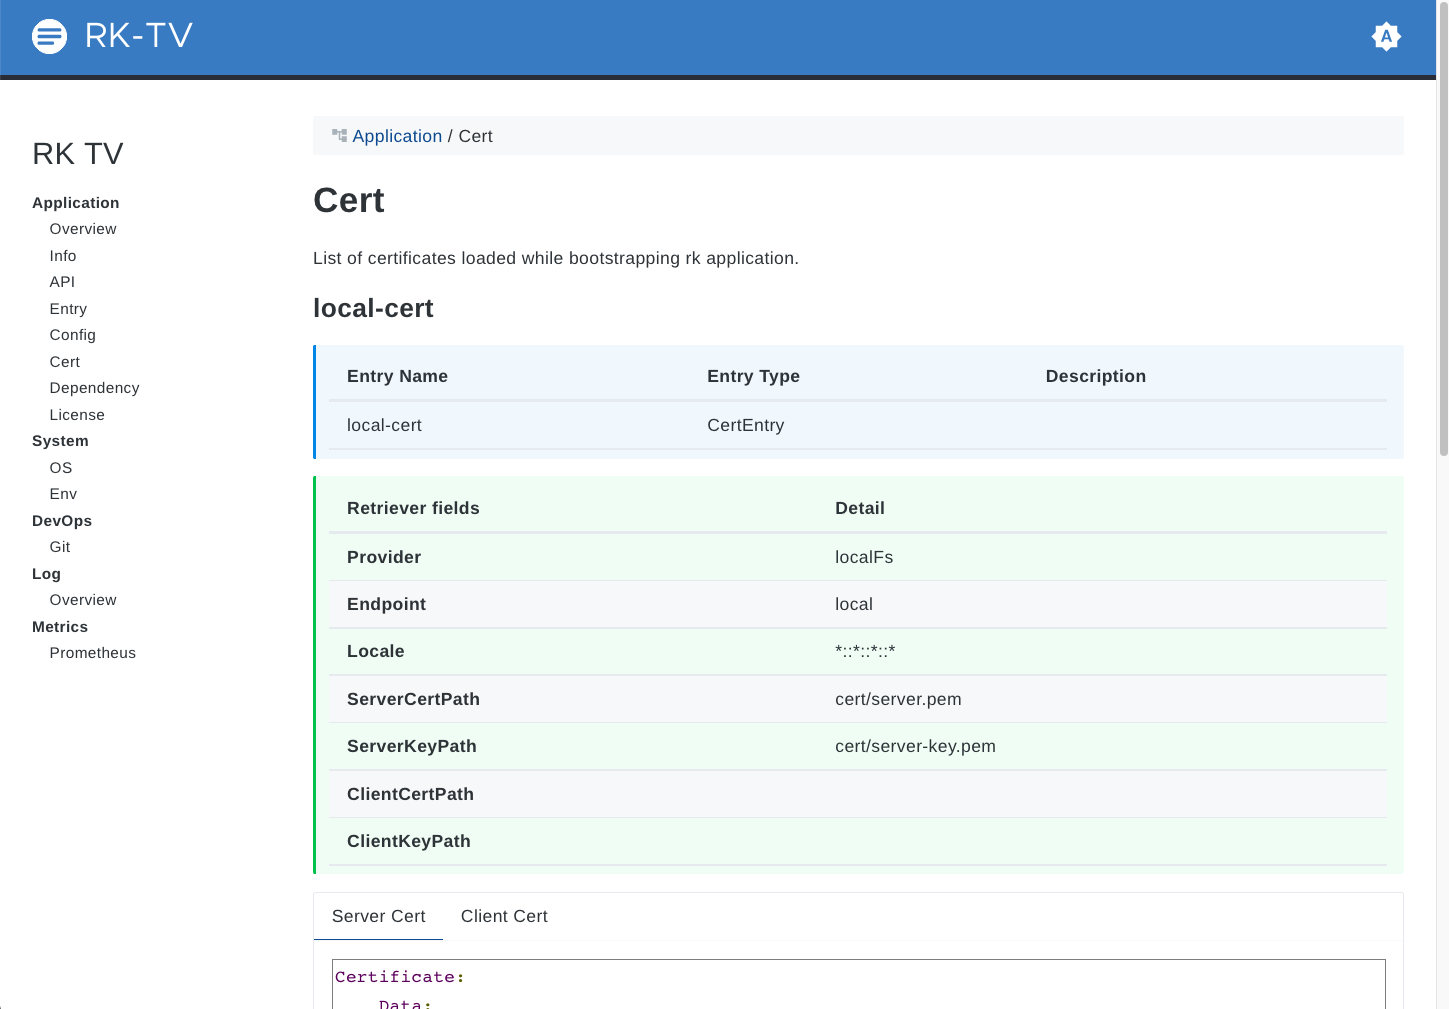 RK-TV
A
RK TV
Application
Overview
Info
API
Entry
Config
Cert
Dependency
License
System
OS
Env
DevOps
Git
Log
Overview
Metrics
Prometheus
Application / Cert
Cert
List of certificates loaded while bootstrapping rk application.
local-cert
Entry Name Entry Type Description
local-cert CertEntry
Retriever fields Detail
Provider localFs
Endpoint local
Locale *::*::*::*
ServerCertPath cert/server.pem
ServerKeyPath cert/server-key.pem
ClientCertPath
ClientKeyPath
Server Cert Client Cert
Certificate:
Data: